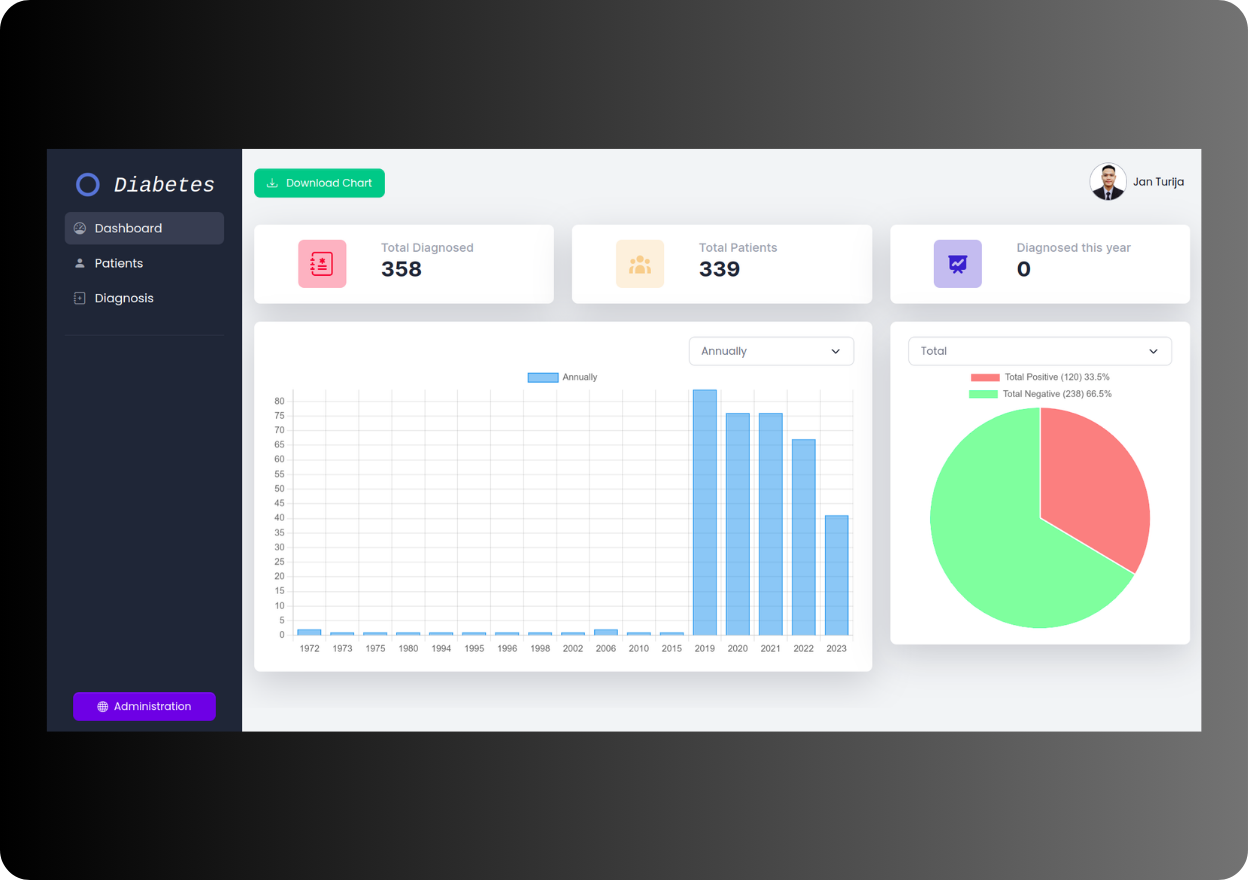 Diabetes
Dashboard
Patients
Diagnosis
Administration
Download Chart
Jan Turija
Total Diagnosed
358
Total Patients
339
Diagnosed this year
0
Annually
Annually
80
75
70
65
60
55
50
45
40
35
30
25
20
15
10
5
0
1972 1973 1975 1980 1994 1995 1996 1998 2002 2006 2010 2015 2019 2020 2021 2022 2023
Total
Total Positive (120) 33.5%
Total Negative (238) 66.5%